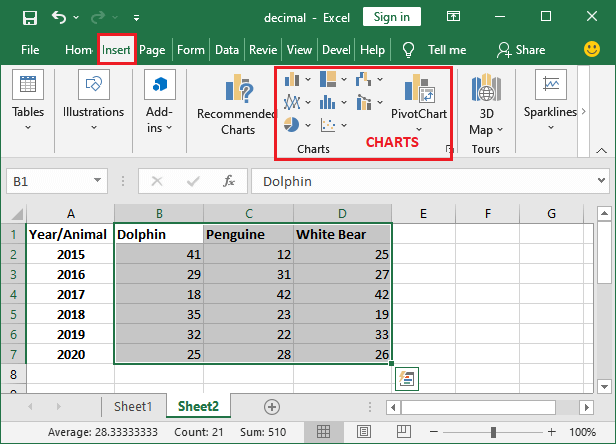 decimal - Excel
Sign in
File Hom Insert Page Form Data Revie View Devel Help Tell me Share
Tables Illustrations Add-ins Recommended Charts PivotChart 3D Map Sparklines
Charts CHARTS Tours
B1 fx Dolphin
A B C D E F G
1 Year/Animal Dolphin Penguine White Bear
2 2015 41 12 25
3 2016 29 31 27
4 2017 18 42 42
5 2018 35 23 19
6 2019 32 22 33
7 2020 25 28 26
8
Sheet1 Sheet2
Average: 28.33333333 Count: 21 Sum: 510 100%